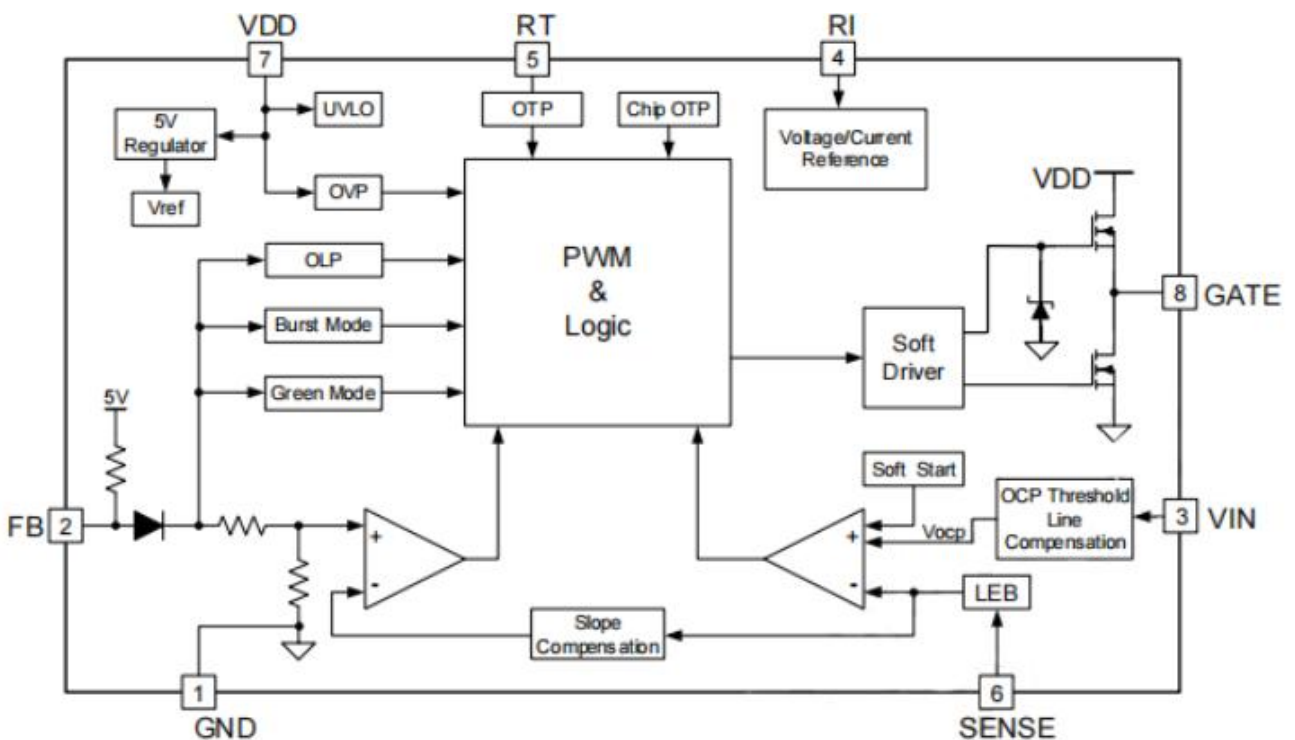 VDD
RT
RI
7
5
4
UVLO
OTP
Chip OTP
5V
Regulator
Voltage/Current
Reference
Vref
OVP
VDD
OLP
PWM
&
Logic
Burst Mode
Green Mode
Soft
Driver
8
GATE
5V
Soft Start
OCP Threshold
Line
Compensation
FB
2
3
VIN
+
-
+
-
Vocp
LEB
Slope
Compensation
1
6
GND
SENSE